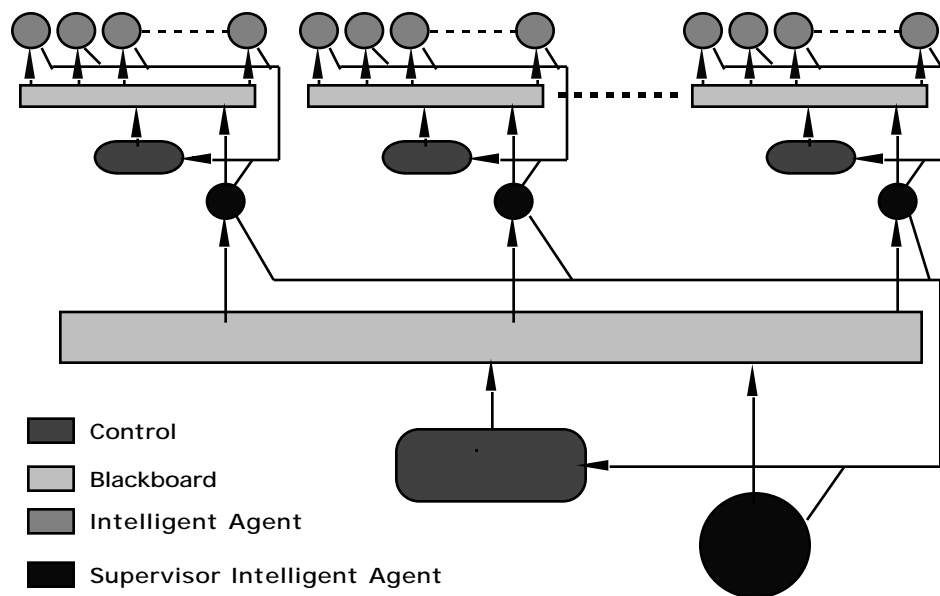 Control
Blackboard
Intelligent Agent
Supervisor Intelligent Agent